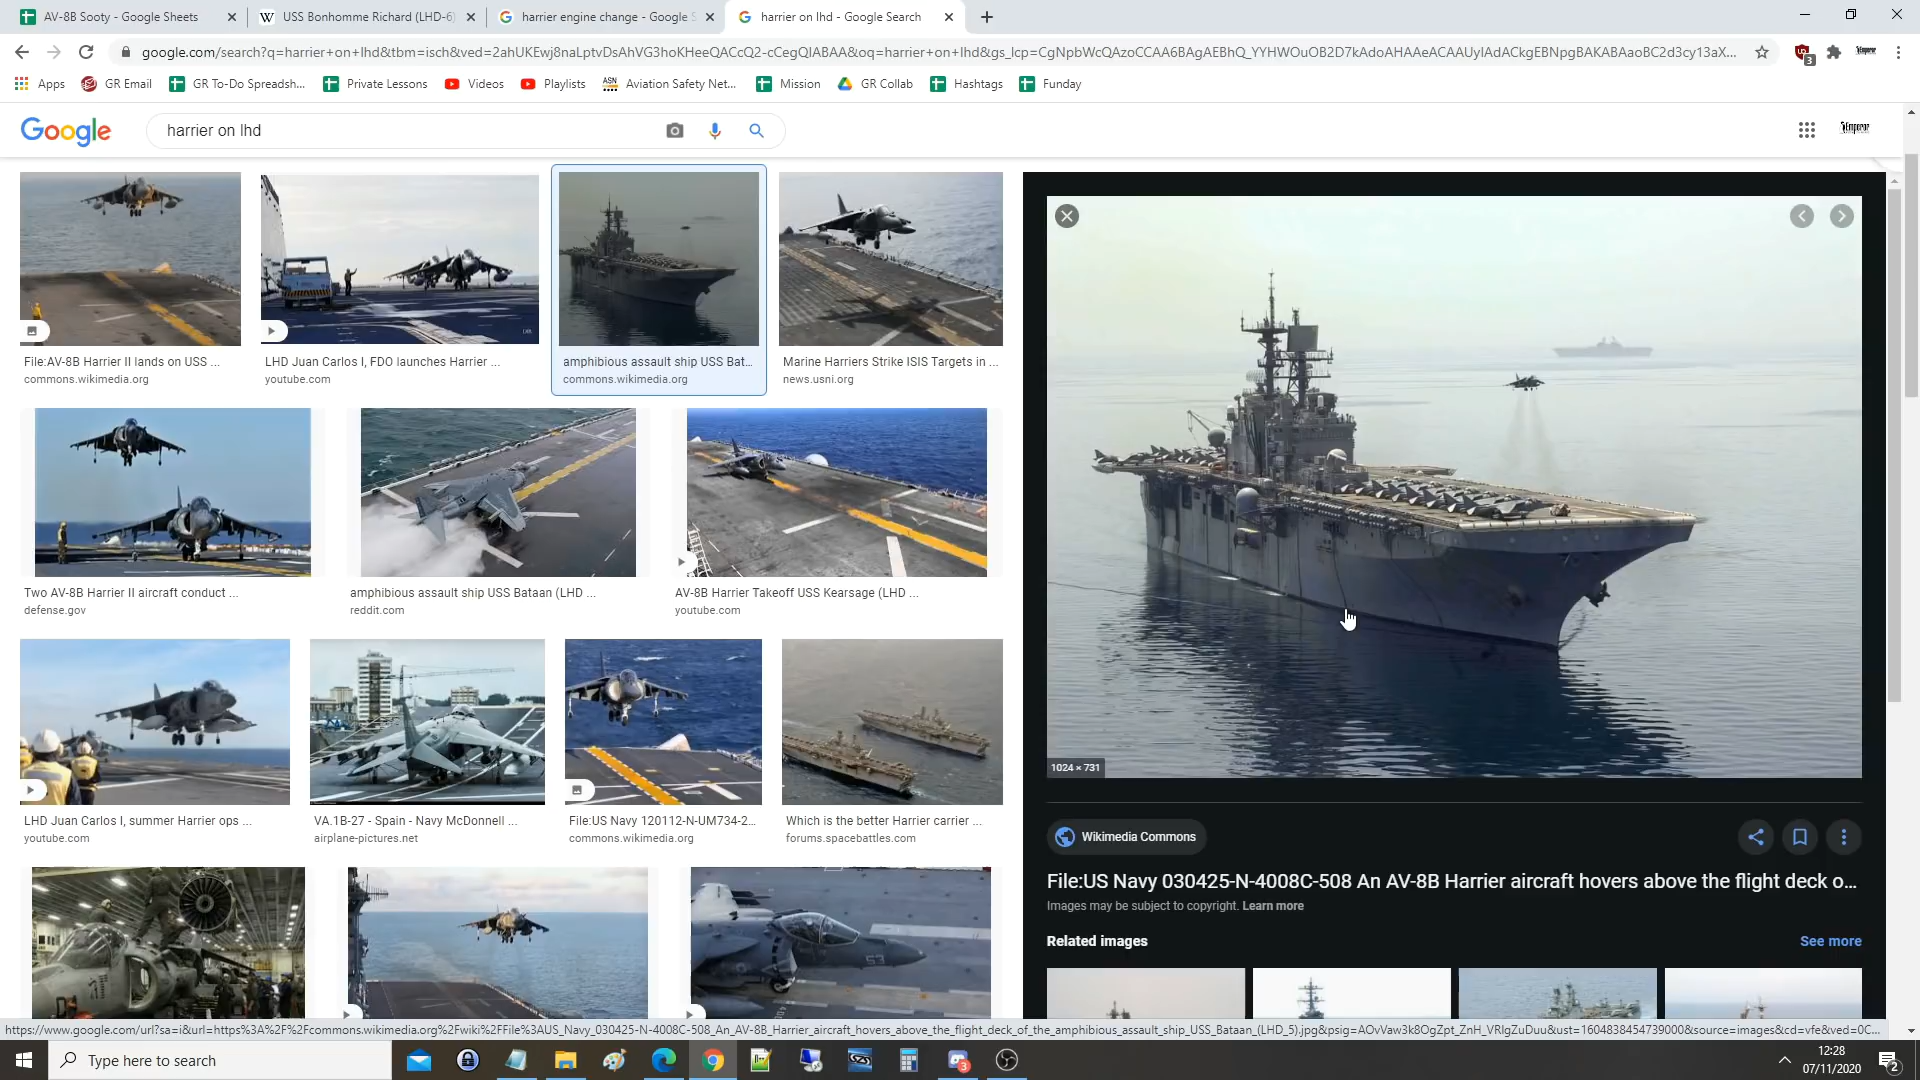 AV-8B Sooty - Google Sheets
USS Bonhomme Richard (LHD-6)
harrier engine change - Google S
harrier on lhd - Google Search
google.com/search?q=harrier+on+lhd&tbm=isch&ved=2ahUKEwj8naLptvDsAhVG3hoKHeeQACcQ2-cCegQIABAA&oq=harrier+on+lhd&gs_lcp=CgNpbWcQAzoCCAA6BAgAEBhQ_YYHWOuOB2D7kAdoAHAAeACAAUyIAdACkgEBNpgBAKABAaoBC2d3cy13aX...
3
Apps
GR Email
GR To-Do Spreadsh...
Private Lessons
Videos
Playlists
ASN
Aviation Safety Net...
Mission
GR Collab
Hashtags
Funday
Google
harrier on lhd
File:AV-8B Harrier II lands on USS ...
commons.wikimedia.org
LHD Juan Carlos I, FDO launches Harrier ...
youtube.com
amphibious assault ship USS Bat...
commons.wikimedia.org
Marine Harriers Strike ISIS Targets in ...
news.usni.org
Two AV-8B Harrier II aircraft conduct ...
defense.gov
amphibious assault ship USS Bataan (LHD ...
reddit.com
AV-8B Harrier Takeoff USS Kearsage (LHD ...
youtube.com
LHD Juan Carlos I, summer Harrier ops ...
youtube.com
VA.1B-27 - Spain - Navy McDonnell ...
airplane-pictures.net
File:US Navy 120112-N-UM734-2...
commons.wikimedia.org
Which is the better Harrier carrier ...
forums.spacebattles.com
53
1024 × 731
Wikimedia Commons
File:US Navy 030425-N-4008C-508 An AV-8B Harrier aircraft hovers above the flight deck o...
Images may be subject to copyright. Learn more
Related images
See more
https://www.google.com/url?sa=i&url=https%3A%2F%2Fcommons.wikimedia.org%2Fwiki%2FFile%3AUS_Navy_030425-N-4008C-508_An_AV-8B_Harrier_aircraft_hovers_above_the_flight_deck_of_the_amphibious_assault_ship_USS_Bataan_(LHD_5).jpg&psig=AOvVaw3k8OgZpt_ZnH_VRIgZuDuu&ust=1604838454739000&source=images&cd=vfe&ved=0C...
Type here to search
3
12:28
07/11/2020
2